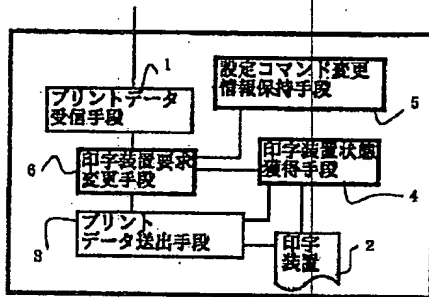 1
プリントデータ
受信手段
設定コマンド変更
情報保持手段
5
6
印字装置要求
変更手段
印字装置状態
獲得手段
4
3
プリント
データ送出手段
印字
装置
2